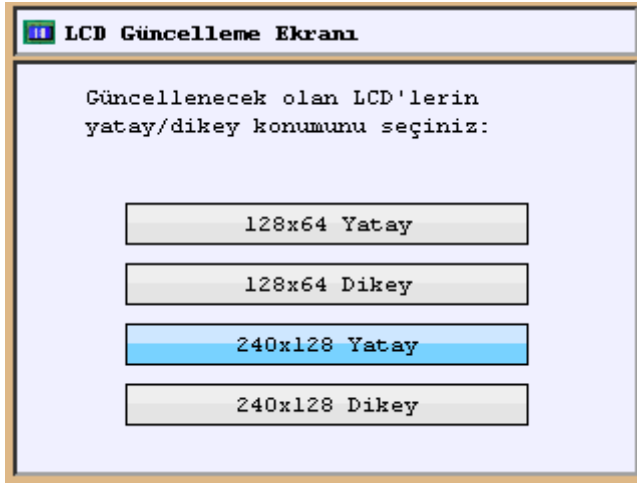 LCD Güncelleme Ekranı
Güncellenecek olan LCD'lerin
yatay/dikey konumunu seçiniz:
128x64 Yatay
128x64 Dikey
240x128 Yatay
240x128 Dikey